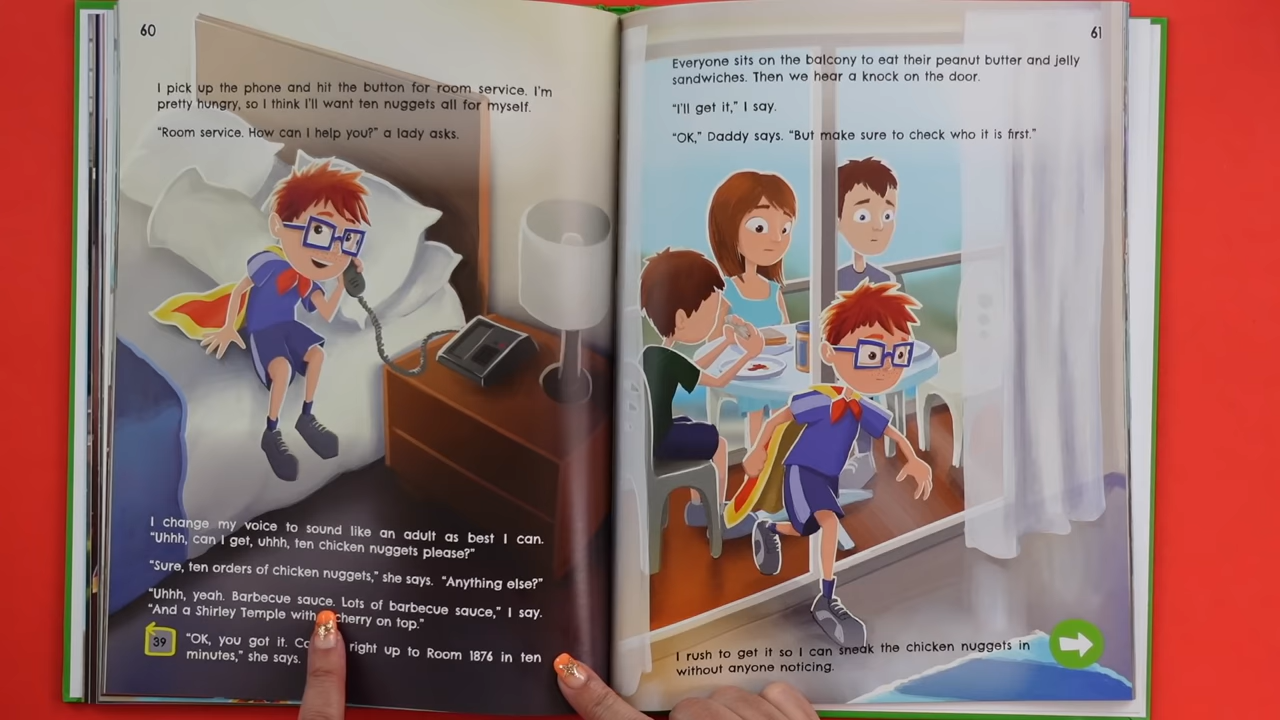 60
I pick up the phone and hit the button for room service. I'm
pretty hungry, so I think I'll want ten nuggets all for myself.
"Room service. How can I help you?" a lady asks.
I change my voice to sound like an adult as best I can.
"Uhhh, can I get, uhhh, ten chicken nuggets please?"
"Sure, ten orders of chicken nuggets," she says. "Anything else?"
"Uhhh, yeah. Barbecue sauce. Lots of barbecue sauce," I say.
"And a Shirley Temple with cherry on top."
39
"OK, you got it. right up to Room 1876 in ten
minutes," she says.
61
Everyone sits on the balcony to eat their peanut butter and jelly
sandwiches. Then we hear a knock on the door.
"I'll get it," I say.
"OK," Daddy says. "But make sure to check who it is first."
I rush to get it so I can sneak the chicken nuggets in
without anyone noticing.